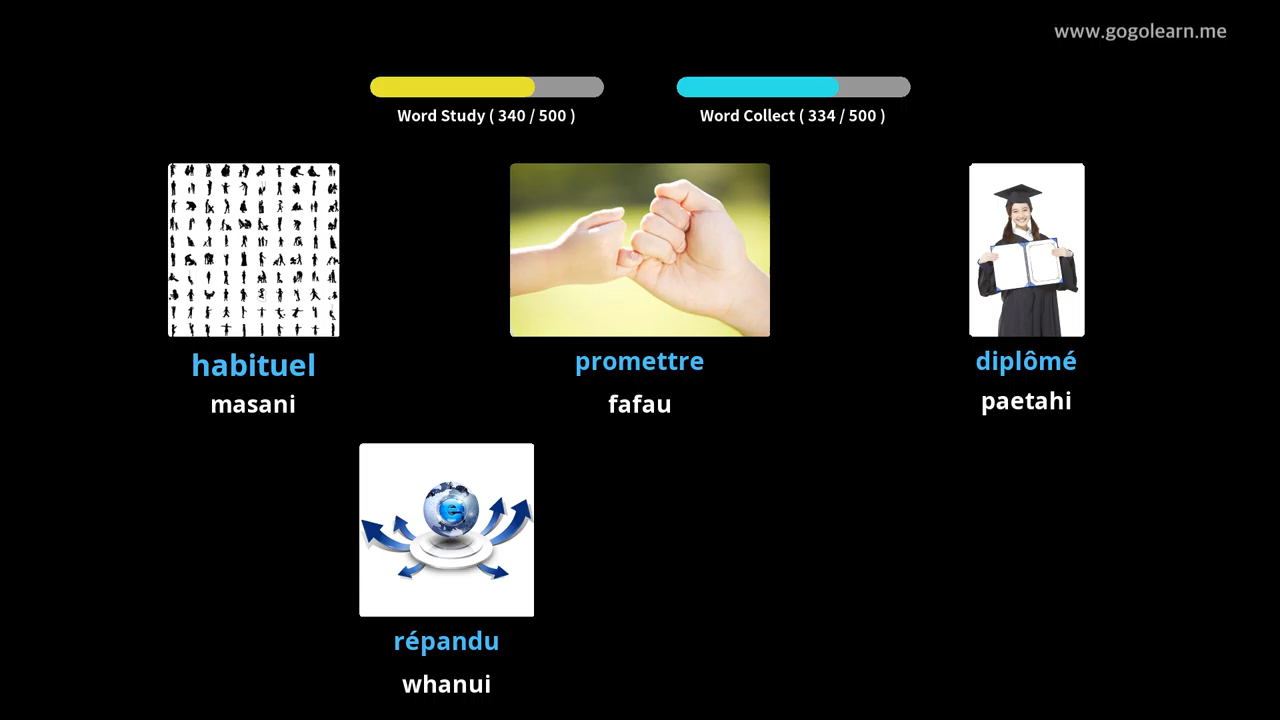 www.gogolearn.me
Word Study ( 340 / 500 )
Word Collect ( 334 / 500 )
habituel
promettre
diplômé
masani
fafau
paetahi
e
répandu
whanui